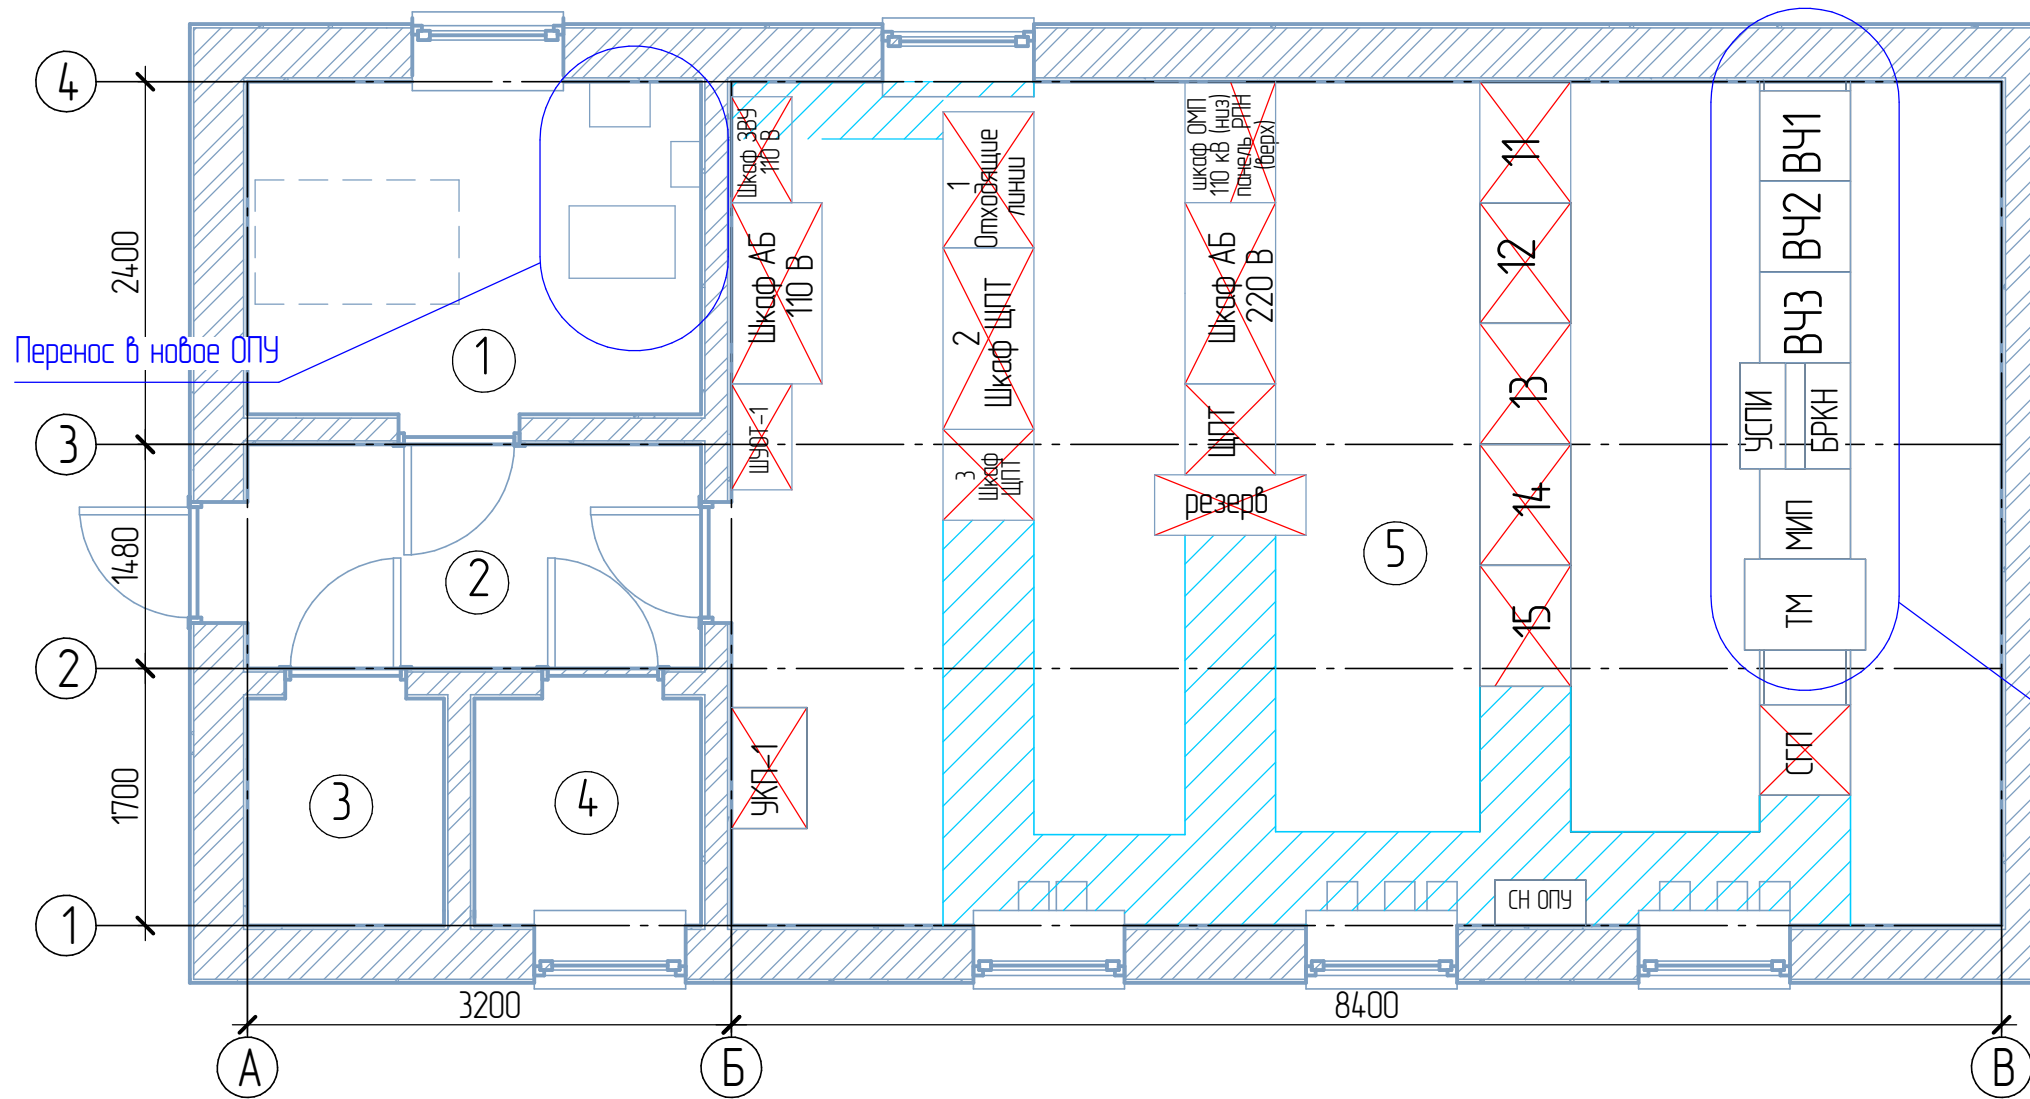 4
3
2
1
2400
1480
1700
Перенос в новое ОПУ
1
2
3
4
5
Шкаф ЗВУ
110 В
Шкаф АБ
110 В
ШУОТ-1
УКП-1
1
Отходящие
линии
2
Шкаф ЩПТ
3
Шкаф
ЩПТ
шкаф ОМП
110 кВ (низ)
панель РПН
(верх)
Шкаф АБ
220 В
ЩПТ
резерв
11
12
13
14
15
ВЧ1
ВЧ2
ВЧ3
УСПИ
БРКН
МИП
ТМ
СГП
СН ОПУ
3200
8400
А
Б
В